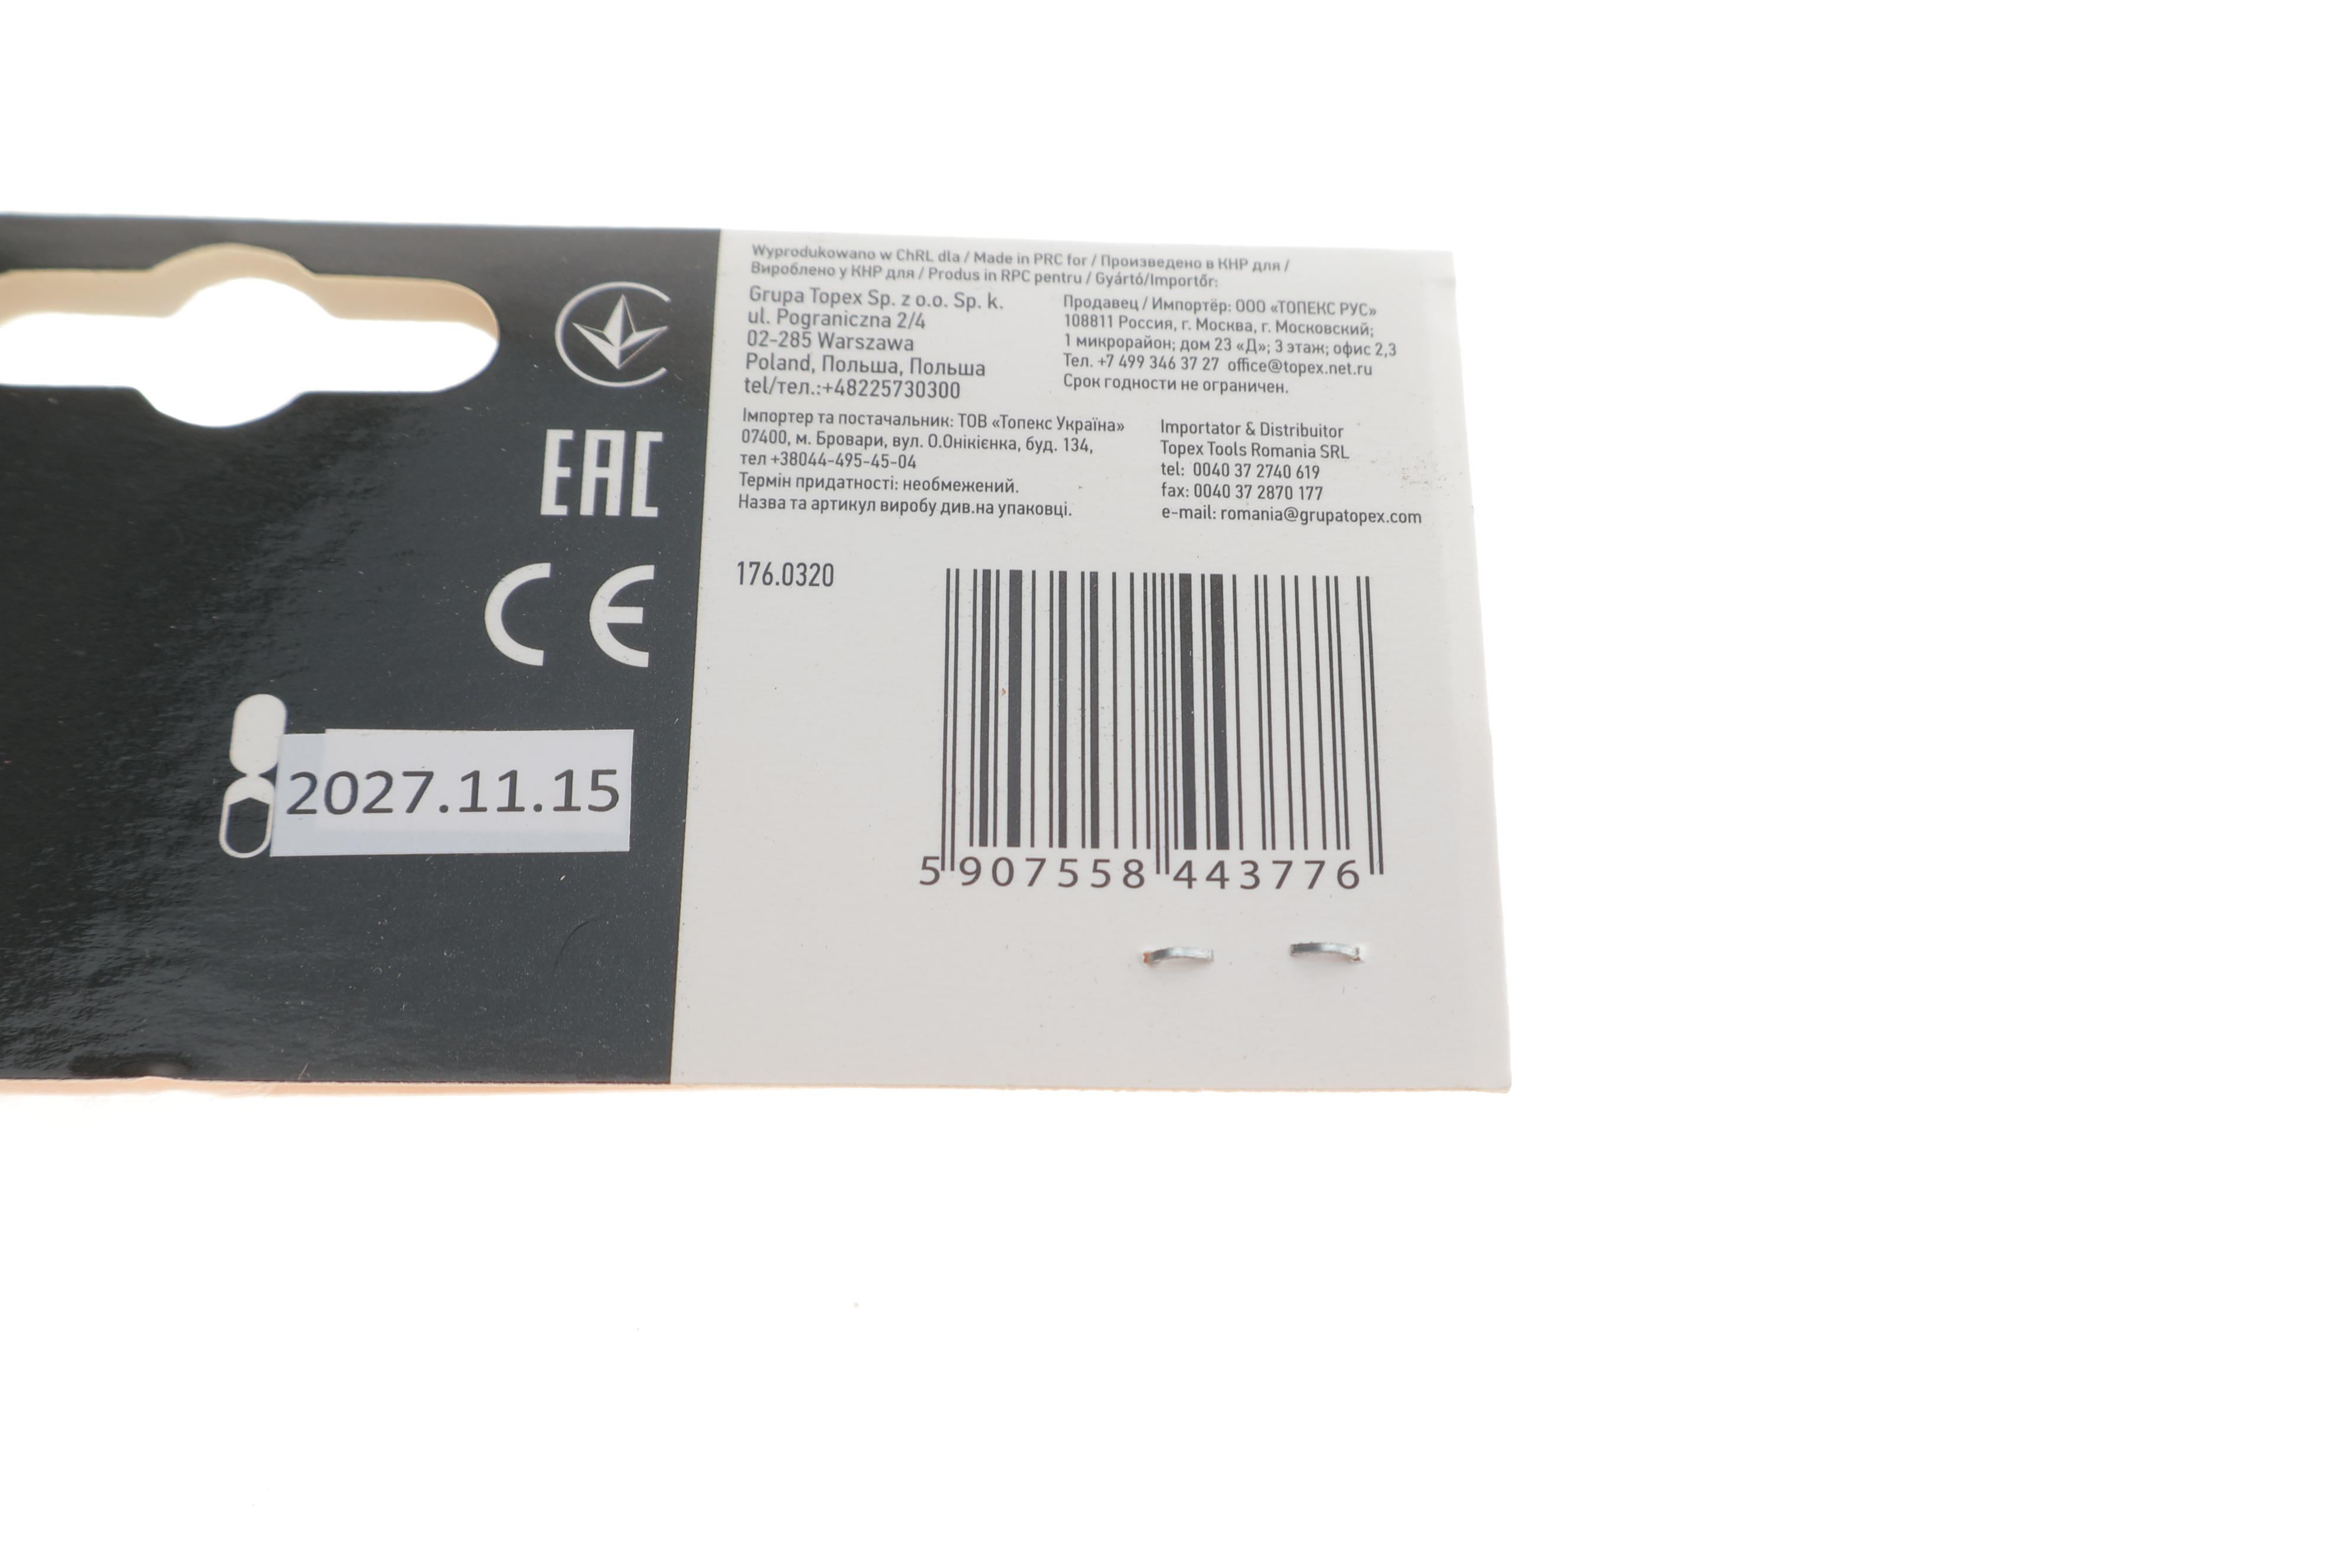 Wyprodukowano w ChRL dla / Made in PRC for / Произведено в КНР для /
Вироблено у КНР для / Produs in RPC pentru / Gyártó/Importőr:
Grupa Topex Sp. z o.o. Sp. k.
ul. Pograniczna 2/4
02-285 Warszawa
Poland, Польша, Польша
tel/тел.:+48225730300
Продавец / Импортёр: ООО «ТОПЕКС РУС»
108811 Россия, г. Москва, г. Московский;
1 микрорайон; дом 23 «Д»; 3 этаж; офис 2,3
Тел. +7 499 346 37 27 office@topex.net.ru
Срок годности не ограничен.
Імпортер та постачальник: ТОВ «Топекс Україна»
07400, м. Бровари, вул. О.Онікієнка, буд. 134,
тел +38044-495-45-04
Термін придатності: необмежений.
Назва та артикул виробу див.на упаковці.
Importator & Distribuitor
Topex Tools Romania SRL
tel: 0040 37 2740 619
fax: 0040 37 2870 177
e-mail: romania@grupatopex.com
EAC
CE
2027.11.15
176.0320
5 907558 443776